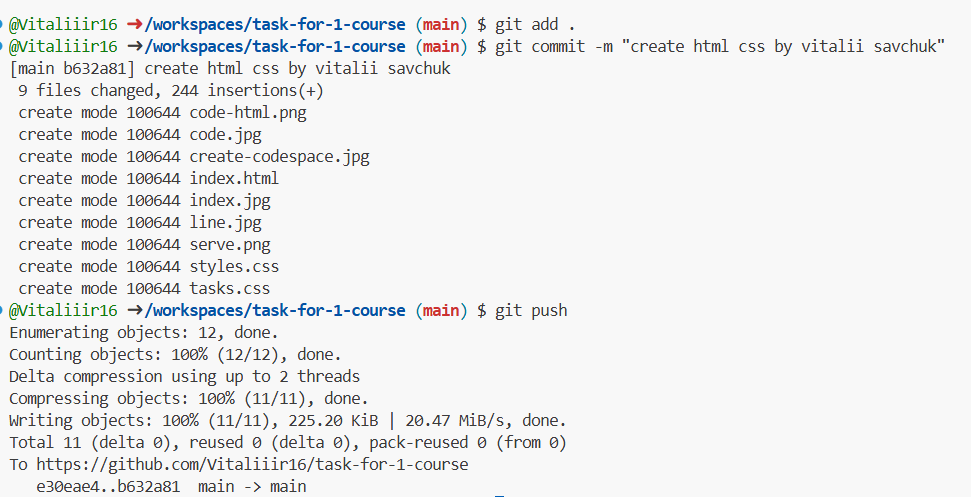 @Vitaliiir16 ➜/workspaces/task-for-1-course (main) $ git add .
@Vitaliiir16 ➜/workspaces/task-for-1-course (main) $ git commit -m "create html css by vitalii savchuk"
[main b632a81] create html css by vitalii savchuk
 9 files changed, 244 insertions(+)
 create mode 100644 code-html.png
 create mode 100644 code.jpg
 create mode 100644 create-codespace.jpg
 create mode 100644 index.html
 create mode 100644 index.jpg
 create mode 100644 line.jpg
 create mode 100644 serve.png
 create mode 100644 styles.css
 create mode 100644 tasks.css
@Vitaliiir16 ➜/workspaces/task-for-1-course (main) $ git push
Enumerating objects: 12, done.
Counting objects: 100% (12/12), done.
Delta compression using up to 2 threads
Compressing objects: 100% (11/11), done.
Writing objects: 100% (11/11), 225.20 KiB | 20.47 MiB/s, done.
Total 11 (delta 0), reused 0 (delta 0), pack-reused 0 (from 0)
To https://github.com/Vitaliiir16/task-for-1-course
   e30eae4..b632a81  main -> main